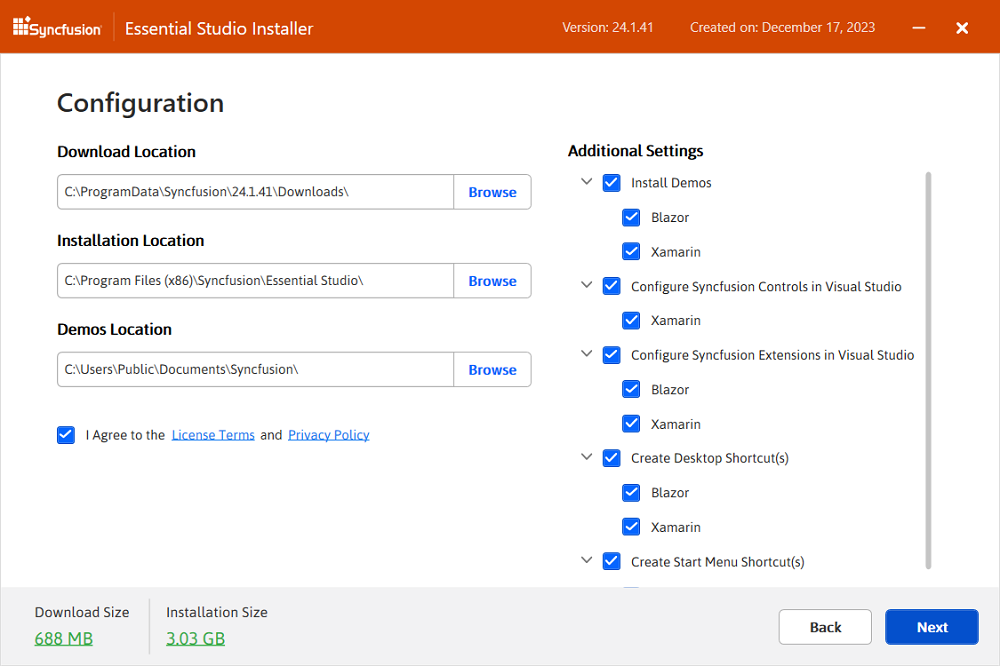 Syncfusion Essential Studio Installer Version: 24.1.41 Created on: December 17, 2023
Configuration
Download Location
C:\ProgramData\Syncfusion\24.1.41\Downloads\ Browse
Installation Location
C:\Program Files (x86)\Syncfusion\Essential Studio\ Browse
Demos Location
C:\Users\Public\Documents\Syncfusion\ Browse
I Agree to the License Terms and Privacy Policy
Additional Settings
Install Demos
Blazor
Xamarin
Configure Syncfusion Controls in Visual Studio
Xamarin
Configure Syncfusion Extensions in Visual Studio
Blazor
Xamarin
Create Desktop Shortcut(s)
Blazor
Xamarin
Create Start Menu Shortcut(s)
Download Size Installation Size
688 MB 3.03 GB
Back Next